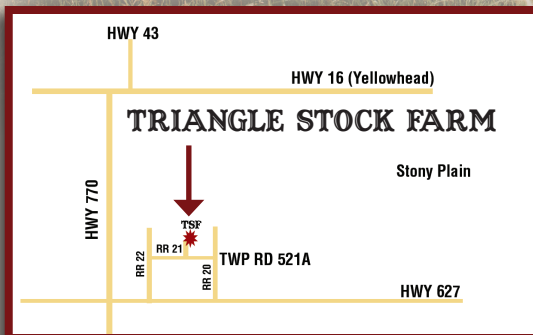 HWY 43
HWY 16 (Yellowhead)
TRIANGLE STOCK FARM
Stony Plain
HWY 770
TSF
RR 21
RR 22
RR 20
TWP RD 521A
HWY 627